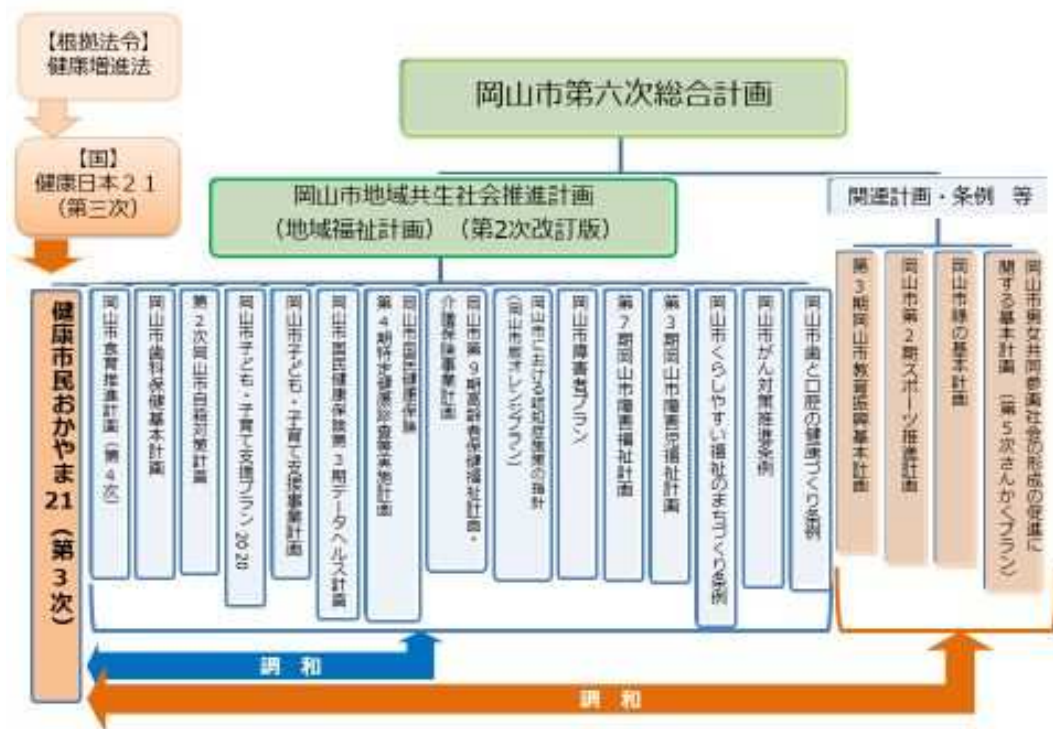 【根拠法令】
健康増進法
【国】
健康日本２１
（第三次）
岡山市第六次総合計画
岡山市地域共生社会推進計画
（地域福祉計画）（第2次改訂版）
関連計画・条例　等
健康市民おかやま21（第3次）
岡山市食育推進計画（第4次）
岡山市歯科保健基本計画
第2次岡山市自殺対策計画
岡山市子ども・子育て支援プラン2020
岡山市子ども・子育て支援事業計画
岡山市国民健康保険第3期データヘルス計画
岡山市国民健康保険
第4期特定健康診査等実施計画
岡山市第9期高齢者保健福祉計画・
介護保険事業計画
岡山市における認知症施策の指針
（岡山市版オレンジプラン）
岡山市障害者プラン
第7期岡山市障害福祉計画
第3期岡山市障害児福祉計画
岡山市くらしやすい福祉のまちづくり条例
岡山市がん対策推進条例
岡山市歯と口腔の健康づくり条例
第3期岡山市教育振興基本計画
岡山市第2期スポーツ推進計画
岡山市緑の基本計画
岡山市男女共同参画社会の形成の促進に
関する基本計画（第5次さんかくプラン）
調　和
調　和